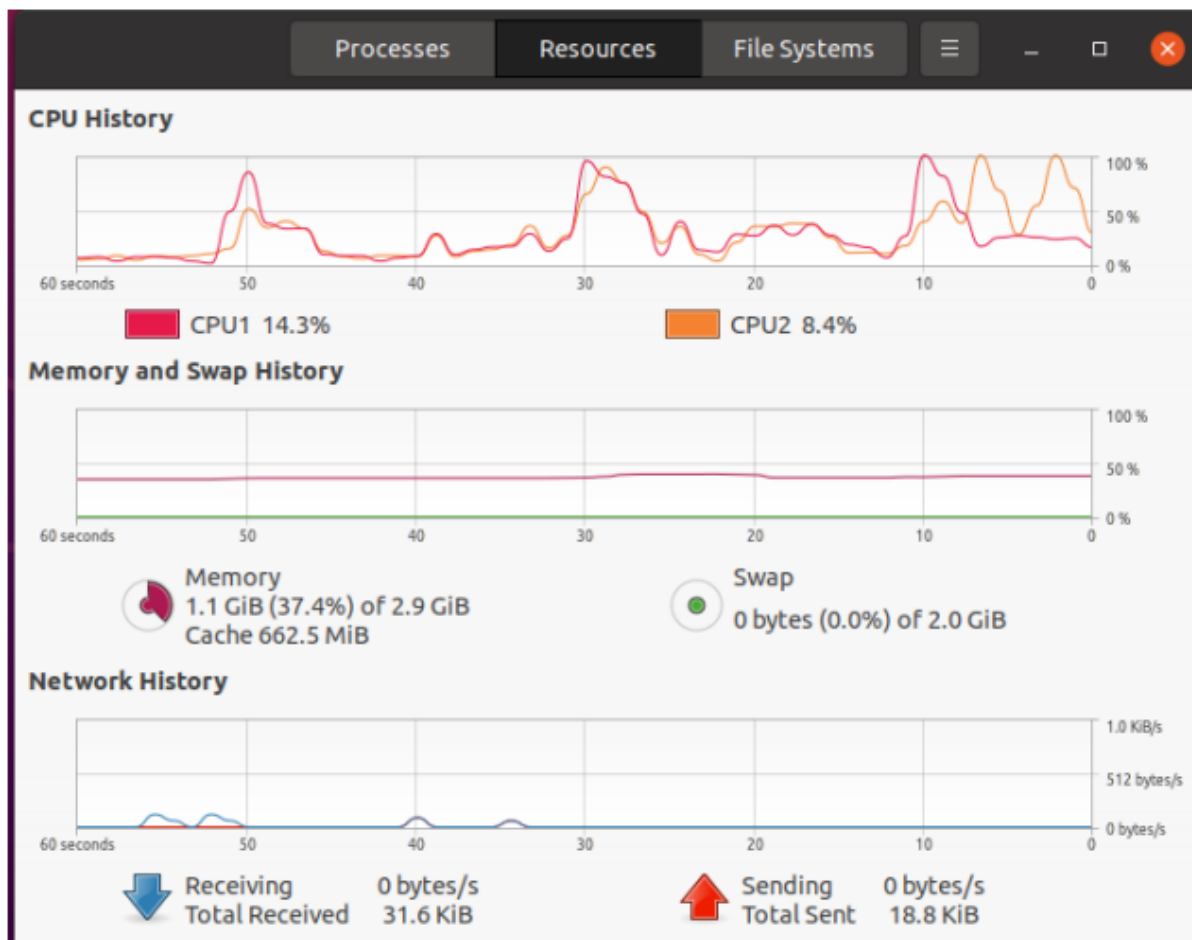 Processes Resources File Systems
CPU History
100 %
50 %
0 %
60 seconds 50 40 30 20 10 0
CPU1 14.3% CPU2 8.4%
Memory and Swap History
100 %
50 %
0 %
60 seconds 50 40 30 20 10 0
Memory
1.1 GiB (37.4%) of 2.9 GiB
Cache 662.5 MiB
Swap
0 bytes (0.0%) of 2.0 GiB
Network History
1.0 KiB/s
512 bytes/s
0 bytes/s
60 seconds 50 40 30 20 10 0
Receiving 0 bytes/s
Total Received 31.6 KiB
Sending 0 bytes/s
Total Sent 18.8 KiB